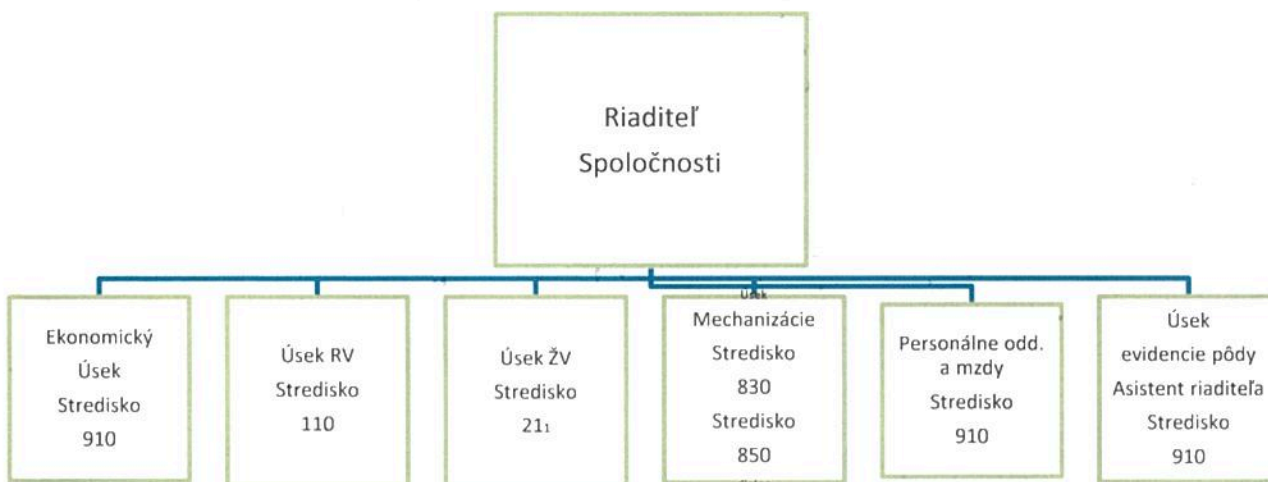 Riaditeľ
Spoločnosti
Ekonomický
Úsek
Stredisko
910
Úsek RV
Stredisko
110
Úsek ŽV
Stredisko
211
Úsek
Mechanizácie
Stredisko
830
Stredisko
850
Personálne odd.
a mzdy
Stredisko
910
Úsek
evidencie pôdy
Asistent riaditeľa
Stredisko
910